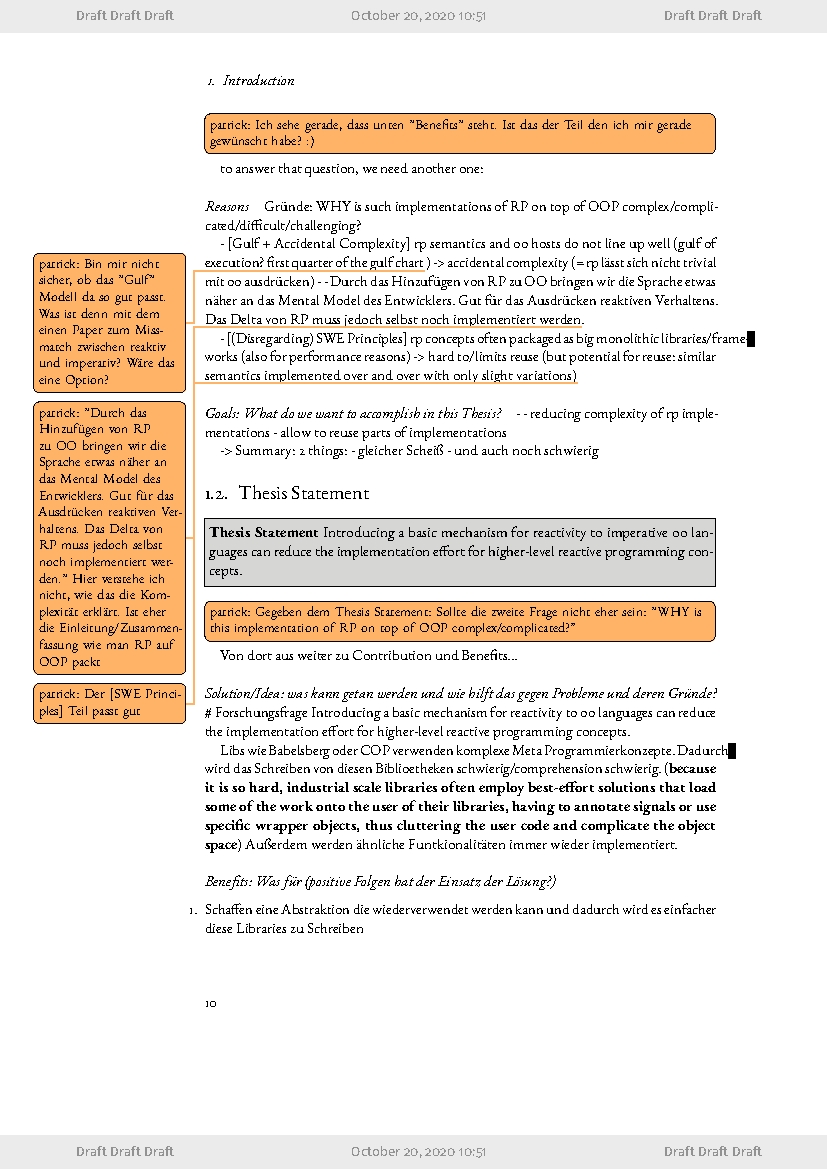 Draft Draft Draft October 20, 2020 10:51 Draft Draft Draft
1. Introduction
patrick: Ich sehe gerade, dass unten "Benefits" steht. Ist das der Teil den ich mir gerade
gewünscht habe? :)
to answer that question, we need another one:
Reasons Gründe: WHY is such implementations of RP on top of OOP complex/compli-
cated/difficult/challenging?
- [Gulf + Accidental Complexity] rp semantics and oo hosts do not line up well (gulf of
execution? first quarter of the gulf chart ) -> accidental complexity (= rp lässt sich nicht trivial
mit oo ausdrücken) - - Durch das Hinzufügen von RP zu OO bringen wir die Sprache etwas
näher an das Mental Model des Entwicklers. Gut für das Ausdrücken reaktiven Verhaltens.
Das Delta von RP muss jedoch selbst noch implementiert werden.
- [(Disregarding) SWE Principles] rp concepts often packaged as big monolithic libraries/frame-
works (also for performance reasons) -> hard to/limits reuse (but potential for reuse: similar
semantics implemented over and over with only slight variations)
patrick: Bin mir nicht
sicher, ob das "Gulf"
Modell da so gut passt.
Was ist denn mit dem
einen Paper zum Miss-
match zwischen reaktiv
und imperativ? Wäre das
eine Option?
patrick: "Durch das
Hinzufügen von RP
zu OO bringen wir die
Sprache etwas näher an
das Mental Model des
Entwicklers. Gut für das
Ausdrücken reaktiven Ver-
haltens. Das Delta von
RP muss jedoch selbst
noch implementiert wer-
den." Hier verstehe ich
nicht, wie das die Kom-
plexität erklärt. Ist eher
die Einleitung/Zusammen-
fassung wie man RP auf
OOP packt
patrick: Der [SWE Princi-
ples] Teil passt gut
Goals: What do we want to accomplish in this Thesis? - - reducing complexity of rp imple-
mentations - allow to reuse parts of implementations
-> Summary: 2 things: - gleicher Scheiß - und auch noch schwierig
1.2. Thesis Statement
Thesis Statement Introducing a basic mechanism for reactivity to imperative oo lan-
guages can reduce the implementation effort for higher-level reactive programming con-
cepts.
patrick: Gegeben dem Thesis Statement: Sollte die zweite Frage nicht eher sein: "WHY is
this implementation of RP on top of OOP complex/complicated?"
Von dort aus weiter zu Contribution und Benefits...
Solution/Idea: was kann getan werden und wie hilft das gegen Probleme und deren Gründe?
# Forschungsfrage Introducing a basic mechanism for reactivity to oo languages can reduce
the implementation effort for higher-level reactive programming concepts.
Libs wie Babelsberg oder COP verwenden komplexe Meta Programmierkonzepte. Dadurch
wird das Schreiben von diesen Biblioetheken schwierig/comprehension schwierig. (because
it is so hard, industrial scale libraries often employ best-effort solutions that load
some of the work onto the user of their libraries, having to annotate signals or use
specific wrapper objects, thus cluttering the user code and complicate the object
space) Außerdem werden ähnliche Funtkionalitäten immer wieder implementiert.
Benefits: Was für (positive Folgen hat der Einsatz der Lösung?)
1. Schaffen eine Abstraktion die wiederverwendet werden kann und dadurch wird es einfacher
diese Libraries zu Schreiben
10
Draft Draft Draft October 20, 2020 10:51 Draft Draft Draft